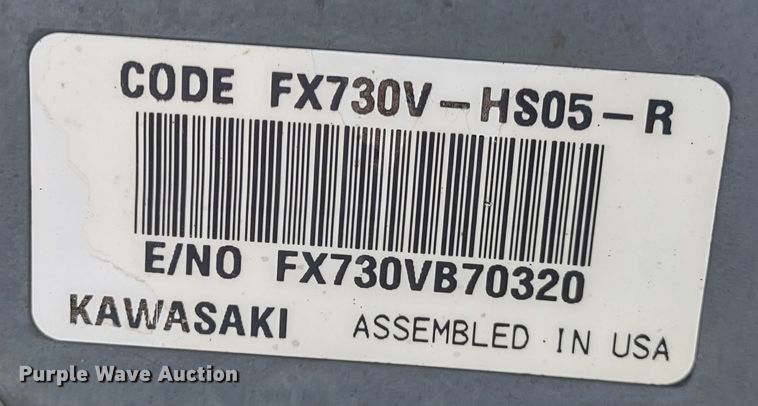 CODE FX730V-HS05-R
E/NO FX730VB70320
KAWASAKI ASSEMBLED IN USA
Purple Wave Auction